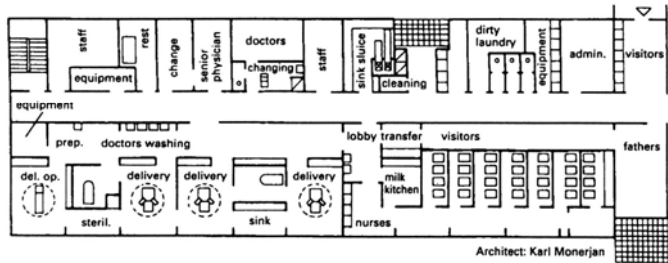 staff
rest
equipment
change
senior
physician
doctors
changing
staff
sink sluice
cleaning
dirty
laundry
equipment
admin.
visitors
equipment
prep.
doctors washing
lobby transfer
visitors
fathers
del. op.
delivery
delivery
delivery
milk
kitchen
steril.
sink
nurses
Architect: Karl Monerjan